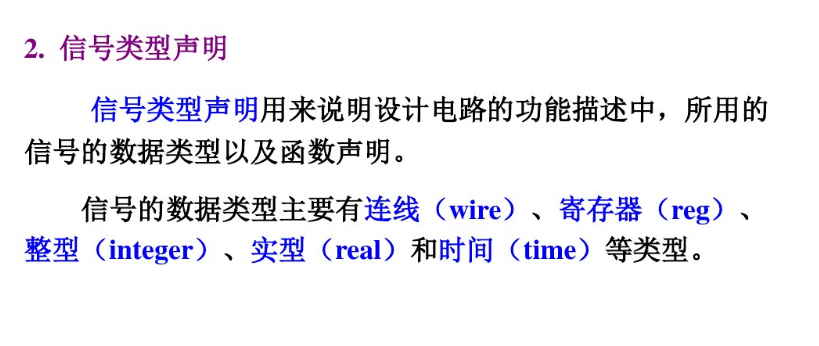 2. 信号类型声明
信号类型声明用来说明设计电路的功能描述中，所用的
信号的数据类型以及函数声明。
信号的数据类型主要有连线（wire）、寄存器（reg）、
整型（integer）、实型（real）和时间（time）等类型。